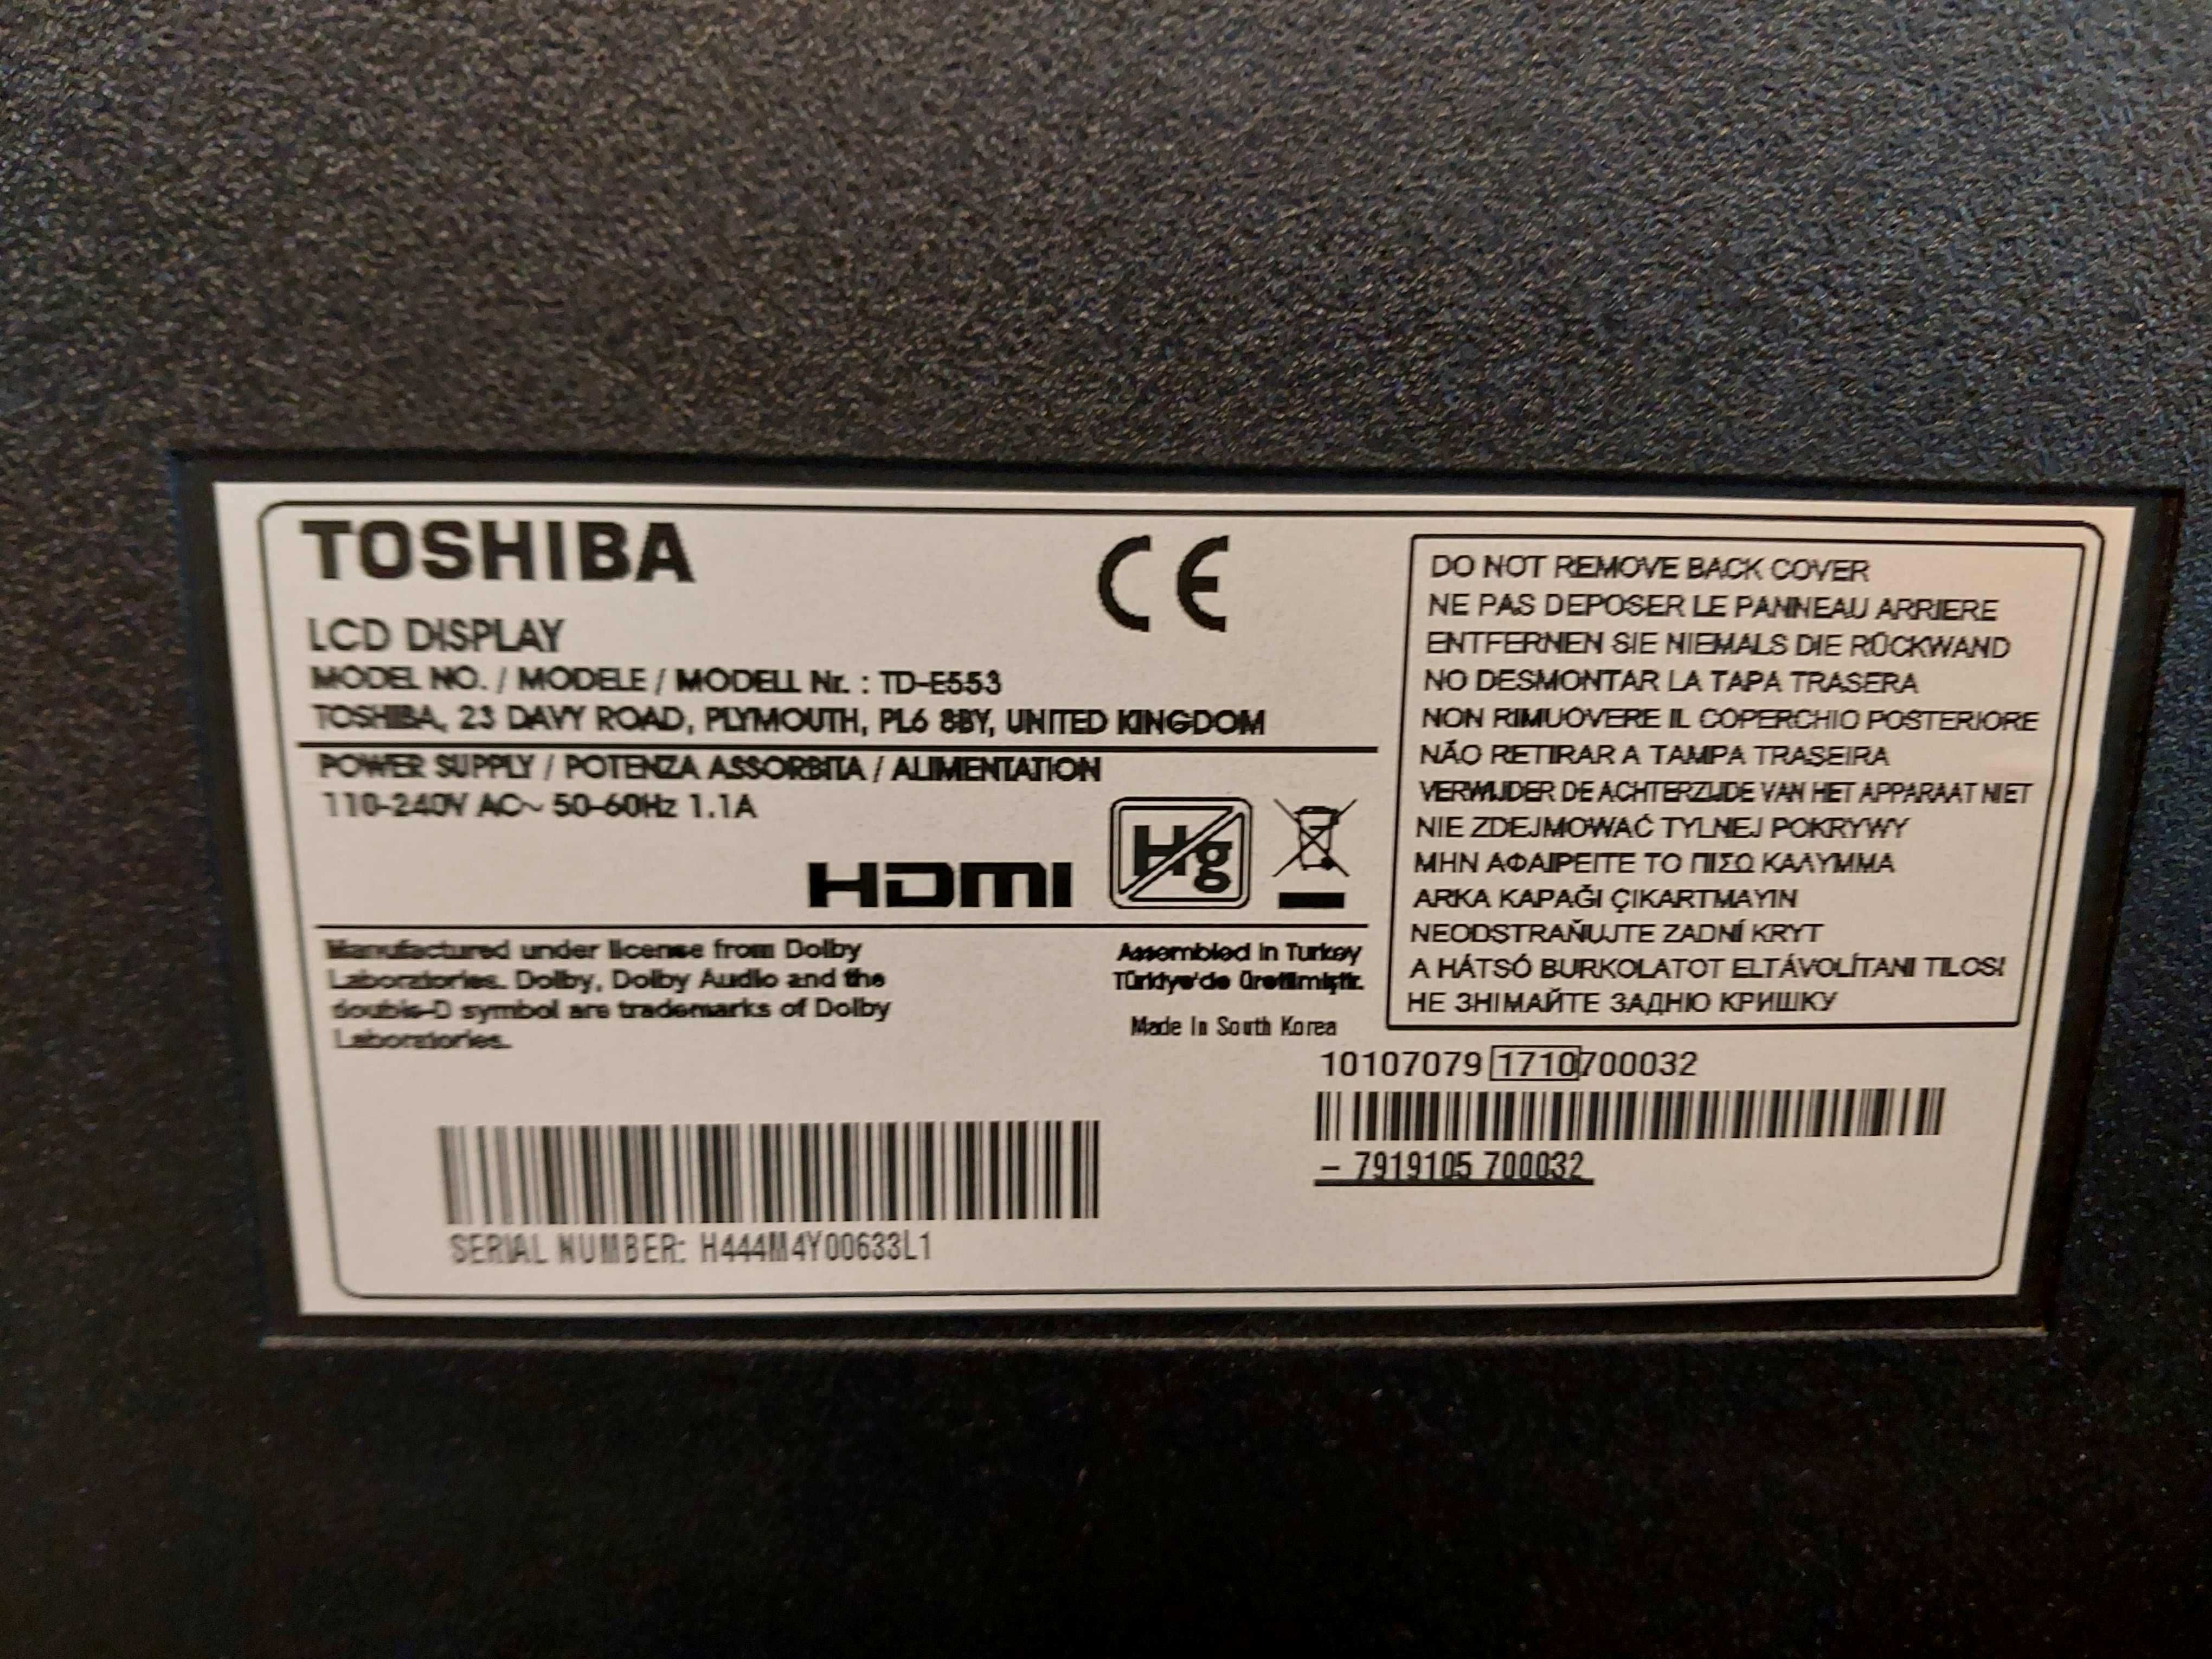 TOSHIBA
CE
LCD DISPLAY
MODEL NO. / MODELE / MODELL Nr. : TD-E553
TOSHIBA, 23 DAVY ROAD, PLYMOUTH, PL6 8BY, UNITED KINGDOM
POWER SUPPLY / POTENZA ASSORBITA / ALIMENTATION
110-240V AC~ 50-60Hz 1.1A
HDMI
Hg
Manufactured under license from Dolby
Laboratories. Dolby, Dolby Audio and the
double-D symbol are trademarks of Dolby
Laboratories.
Assembled in Turkey
Türkiye'de üretilmiştir.
Made In South Korea
SERIAL NUMBER: H444M4Y00633L1
DO NOT REMOVE BACK COVER
NE PAS DEPOSER LE PANNEAU ARRIERE
ENTFERNEN SIE NIEMALS DIE RÜCKWAND
NO DESMONTAR LA TAPA TRASERA
NON RIMUOVERE IL COPERCHIO POSTERIORE
NÃO RETIRAR A TAMPA TRASEIRA
VERWIJDER DE ACHTERZIJDE VAN HET APPARAAT NIET
NIE ZDEJMOWAĆ TYLNEJ POKRYWY
ΜΗΝ ΑΦΑΙΡΕΙΤΕ ΤΟ ΠΙΣΩ ΚΑΛΥΜΜΑ
ARKA KAPAĞI ÇIKARTMAYIN
NEODSTRAŇUJTE ZADNÍ KRYT
A HÁTSÓ BURKOLATOT ELTÁVOLÍTANI TILOS!
НЕ ЗНІМАЙТЕ ЗАДНЮ КРИШКУ
10107079 1710700032
- 7919105 700032